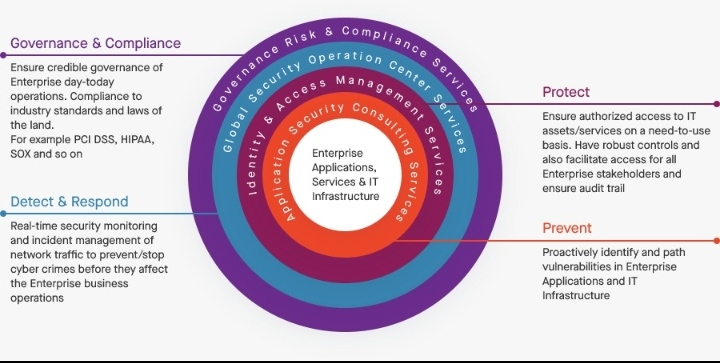 Governance & Compliance
Ensure credible governance of
Enterprise day-today
operations. Compliance to
industry standards and laws of
the land.
For example PCI DSS, HIPAA,
SOX and so on
Detect & Respond
Real-time security monitoring
and incident management of
network traffic to prevent/stop
cyber crimes before they affect
the Enterprise business
operations
Governance Risk & Compliance Services
Global Security Operation Center Services
Identity & Access Management Services
Application Security Consulting Services
Enterprise
Applications,
Services & IT
Infrastructure
Protect
Ensure authorized access to IT
assets/services on a need-to-use
basis. Have robust controls and
also facilitate access for all
Enterprise stakeholders and
ensure audit trail
Prevent
Proactively identify and path
vulnerabilities in Enterprise
Applications and IT
Infrastructure